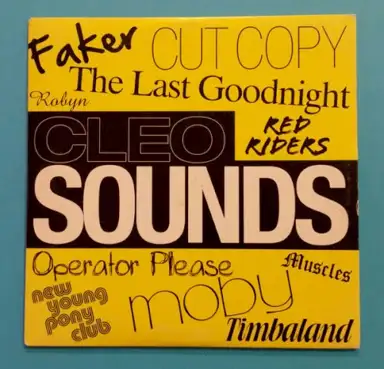 Faker
CUT COPY
The Last Goodnight
Robyn
CLEO
RED
RIDERS
SOUNDS
Operator Please
Muscles
new
young
pony
club
moby
Timbaland